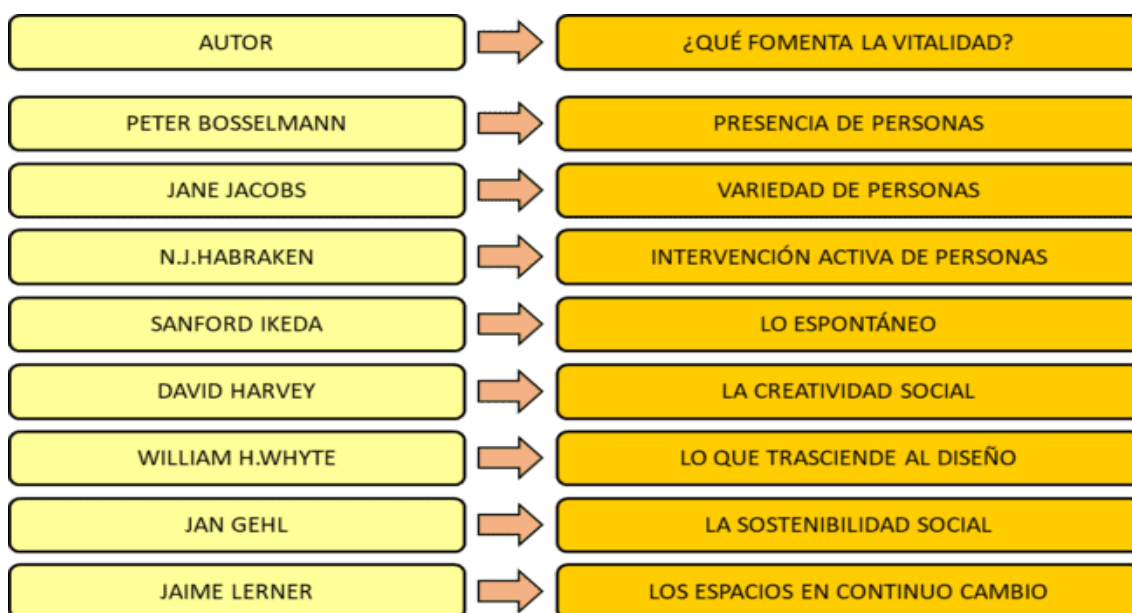 AUTOR
¿QUÉ FOMENTA LA VITALIDAD?
PETER BOSSELMANN
PRESENCIA DE PERSONAS
JANE JACOBS
VARIEDAD DE PERSONAS
N.J.HABRAKEN
INTERVENCIÓN ACTIVA DE PERSONAS
SANFORD IKEDA
LO ESPONTÁNEO
DAVID HARVEY
LA CREATIVIDAD SOCIAL
WILLIAM H.WHYTE
LO QUE TRASCIENDE AL DISEÑO
JAN GEHL
LA SOSTENIBILIDAD SOCIAL
JAIME LERNER
LOS ESPACIOS EN CONTINUO CAMBIO